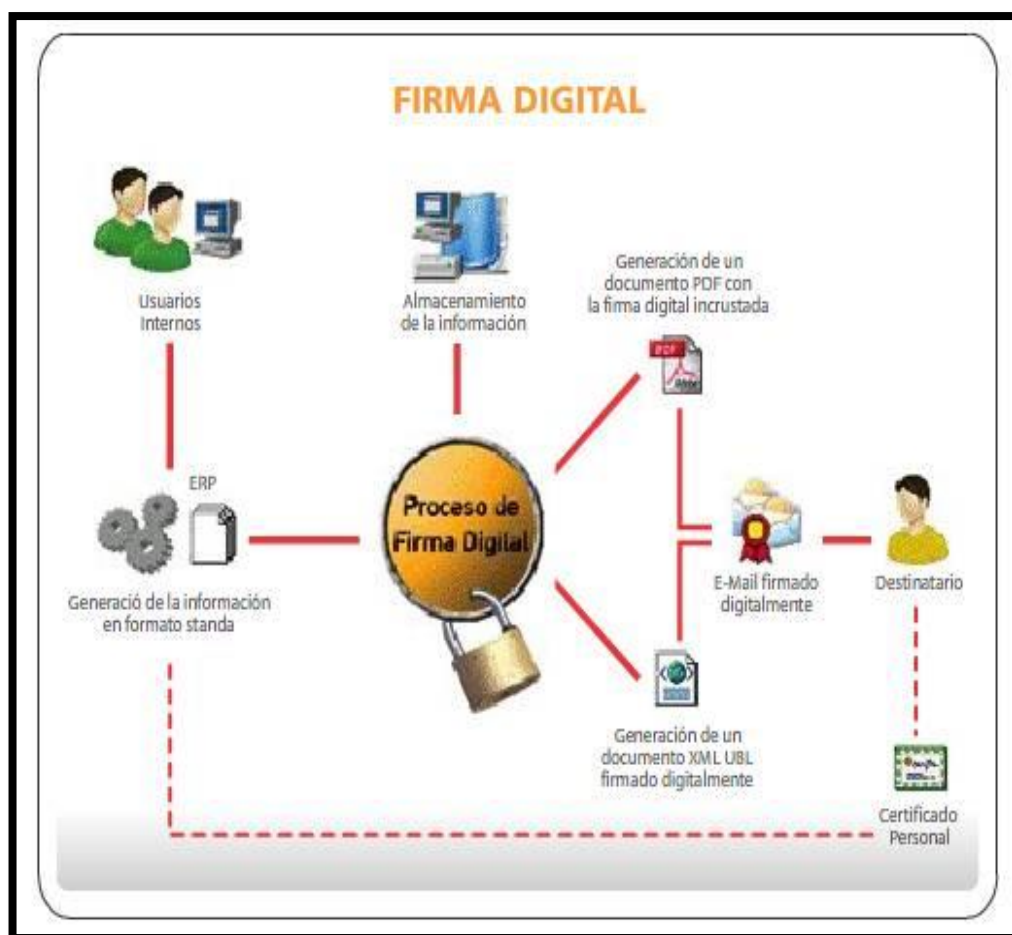 FIRMA DIGITAL
Usuarios
Internos
Almacenamiento
de la información
Generación de un
documento PDF con
la firma digital incrustada
PDF
Adobe
ERP
Generació de la información
en formato standa
Proceso de
Firma Digital
E-Mail firmado
digitalmente
Destinatario
Generación de un
documento XML UBL
firmado digitalmente
Certificado
Personal